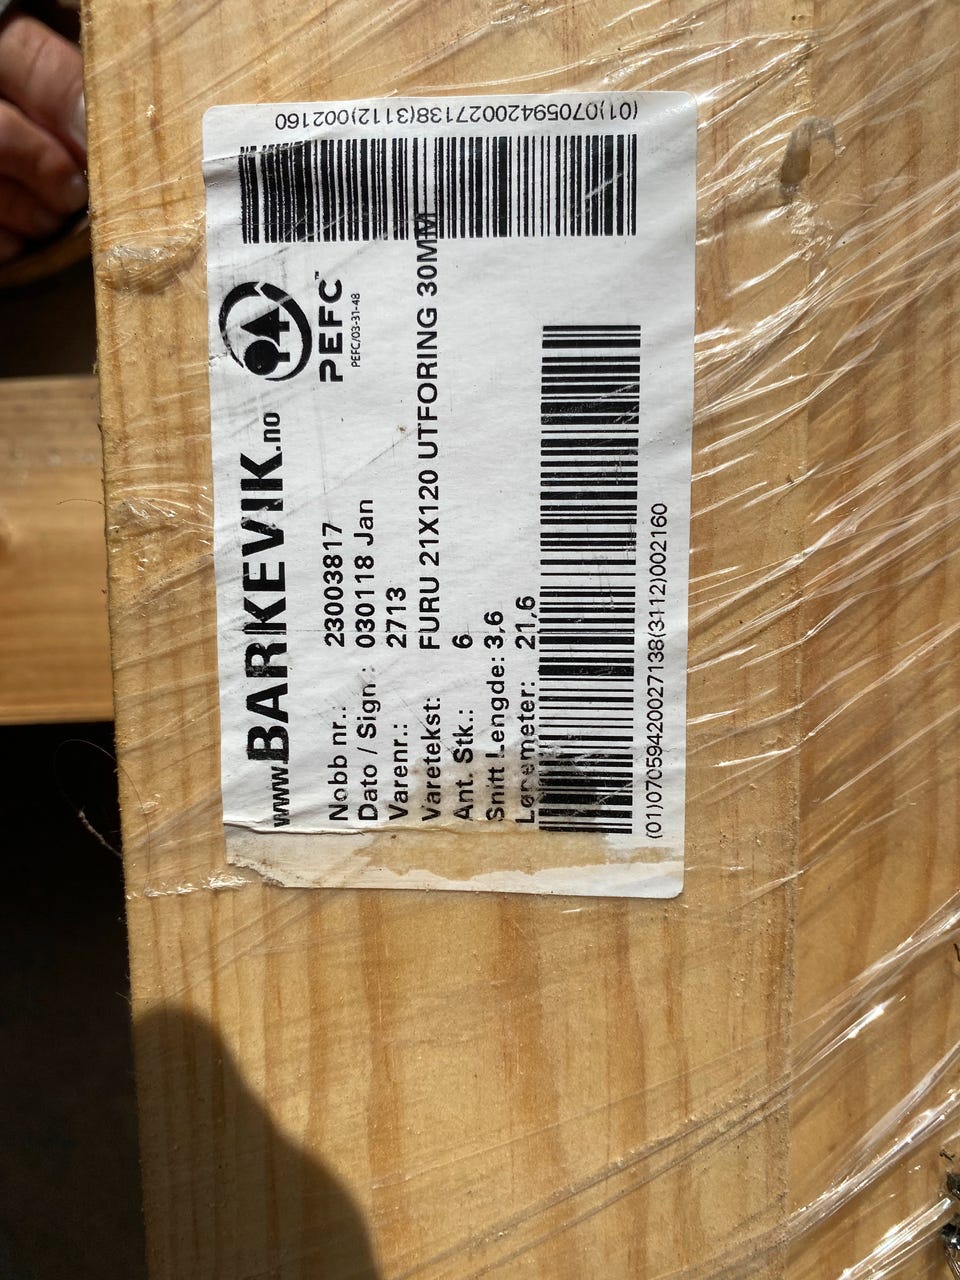 www.BARKEVIK.no
PEFC™
PEFC/03-31-48
Nobb nr.: 23003817
Dato / Sign.: 030118 Jan
Varenr.: 2713
Varetekst: FURU 21X120 UTFORING 30MM
Ant. Stk.: 6
Snitt Lengde: 3,6
Løpemeter: 21,6
(01)07059420027138(3112)002160
(01)07059420027138(3112)002160